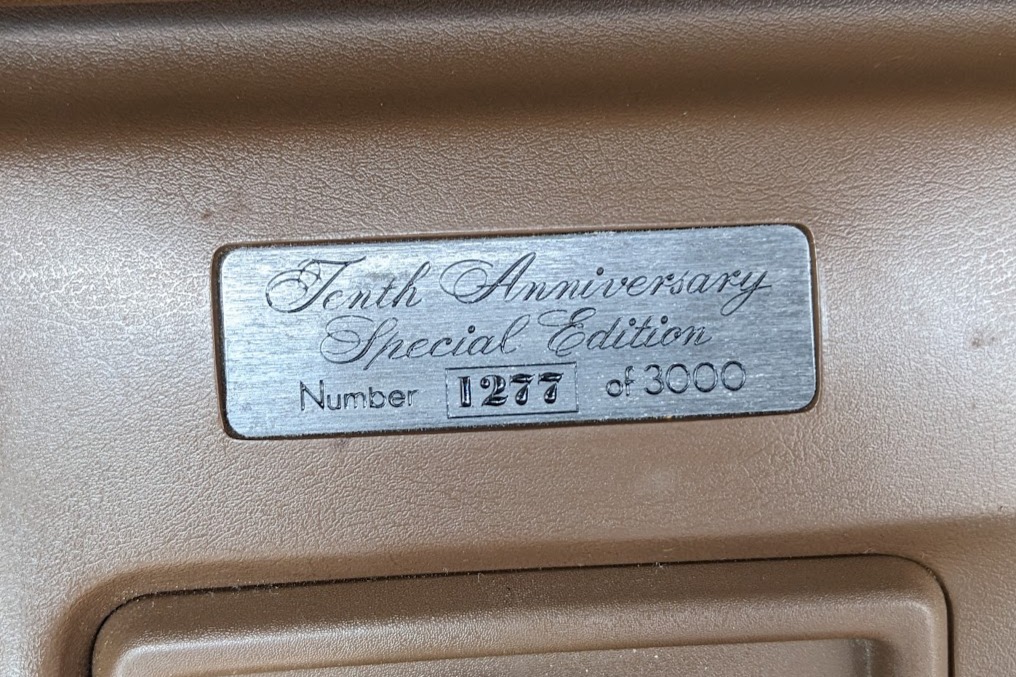 Tenth Anniversary
Special Edition
Number 1277 of 3000